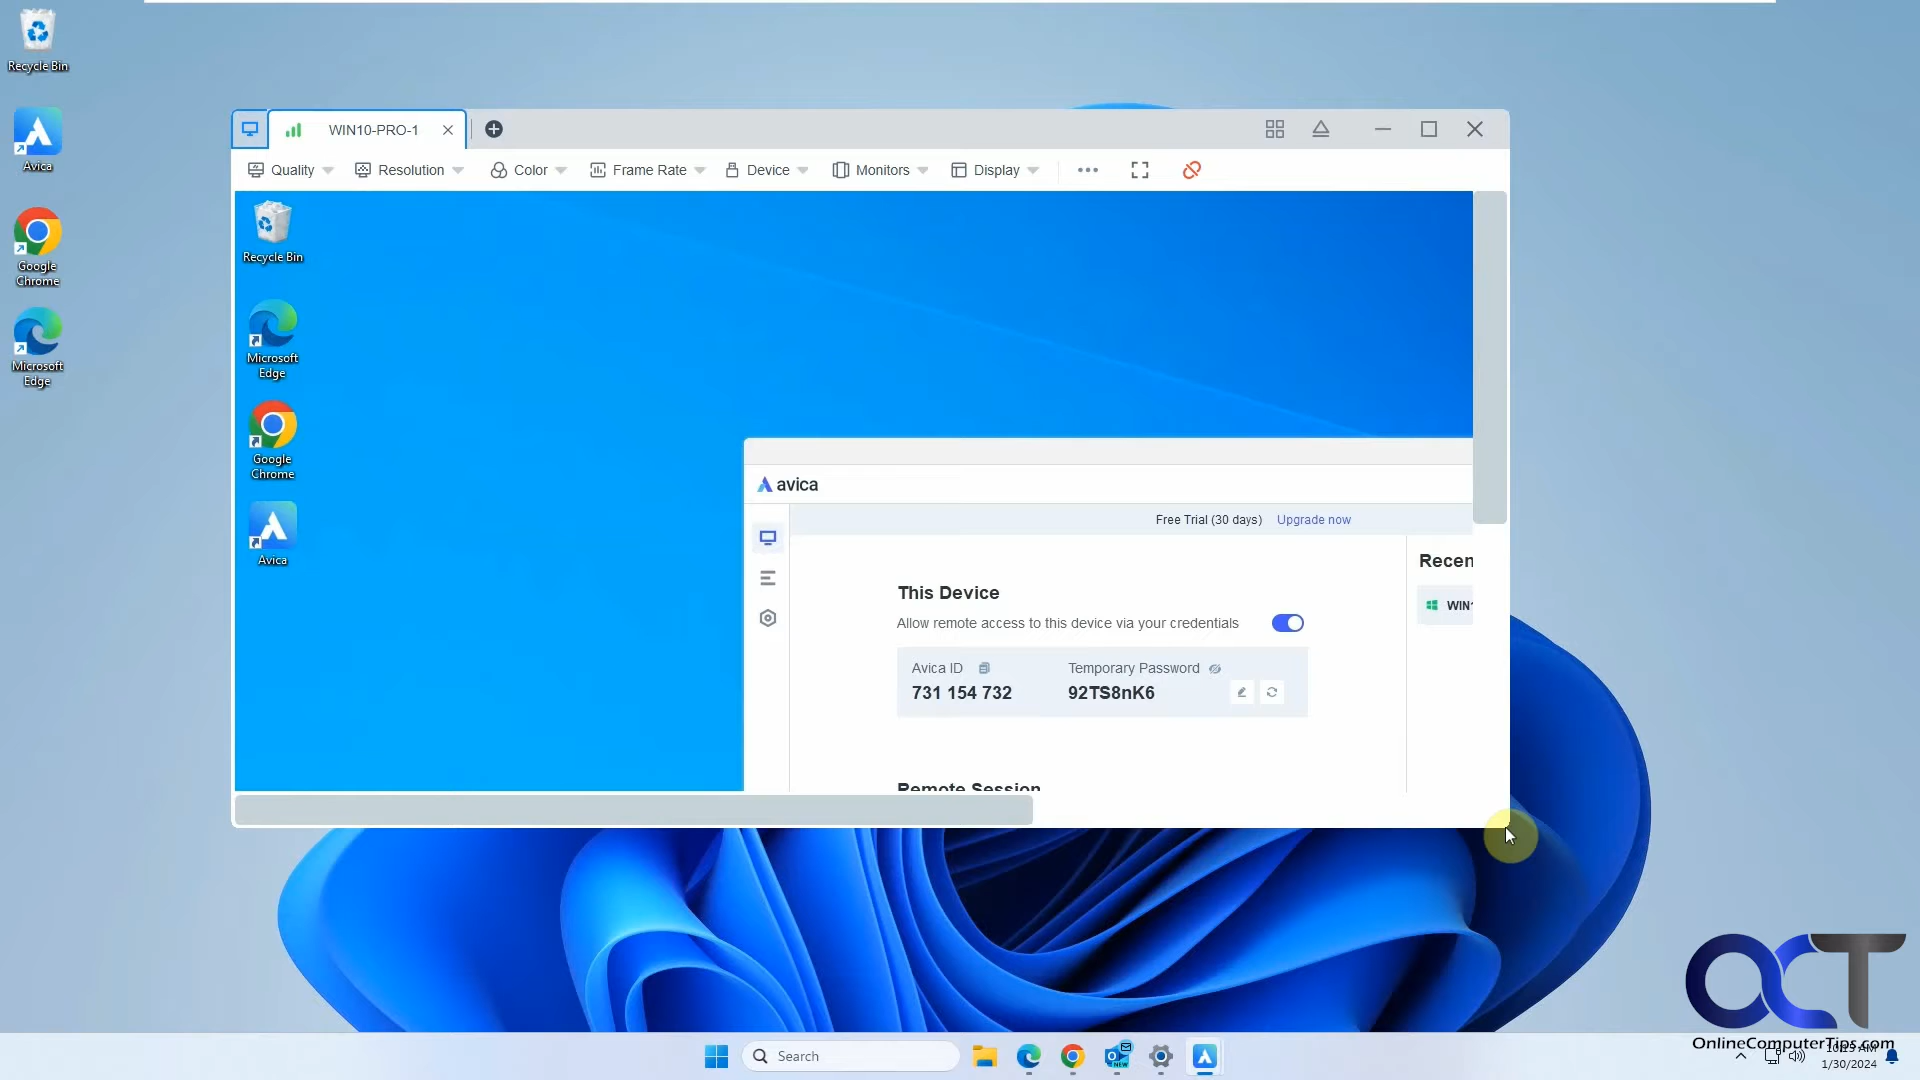 Recycle Bin
Avica
Google
Chrome
Microsoft
Edge
WIN10-PRO-1
Quality
Resolution
Color
Frame Rate
Device
Monitors
Display
Recycle Bin
Microsoft
Edge
Google
Chrome
Avica
avica
Free Trial (30 days) Upgrade now
This Device
Allow remote access to this device via your credentials
Avica ID
Temporary Password
731 154 732
92TS8nK6
Recen
WIN
Remote Session
OCT
OnlineComputerTips.com
Search
NEW
1/30/2024